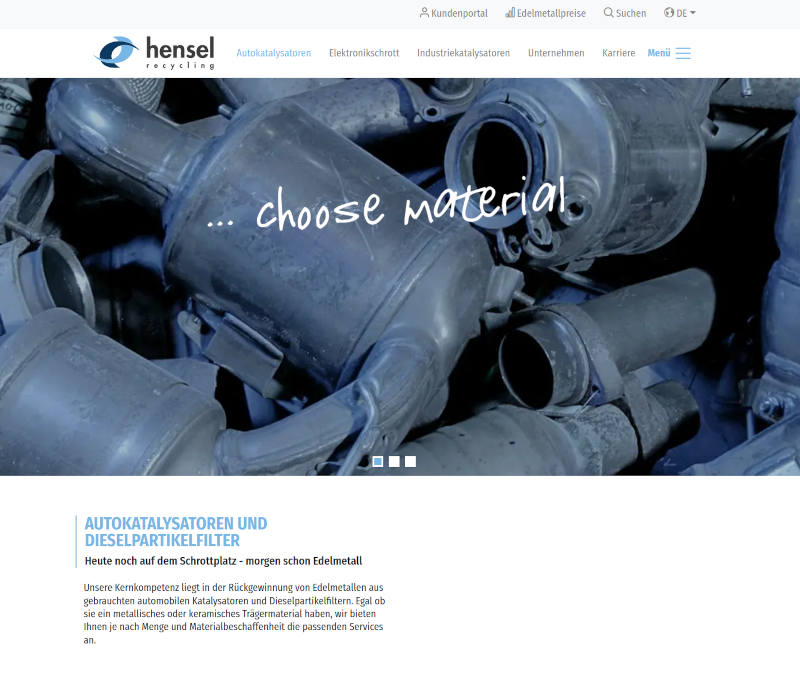 Kundenportal Edelmetallpreise Suchen DE
hensel
recycling
Autokatalysatoren Elektronikschrott Industriekatalysatoren Unternehmen Karriere Menü
... choose material
AUTOKATALYSATOREN UND
DIESELPARTIKELFILTER
Heute noch auf dem Schrottplatz - morgen schon Edelmetall
Unsere Kernkompetenz liegt in der Rückgewinnung von Edelmetallen aus
gebrauchten automobilen Katalysatoren und Dieselpartikelfiltern. Egal ob
sie ein metallisches oder keramisches Trägermaterial haben, wir bieten
Ihnen je nach Menge und Materialbeschaffenheit die passenden Services
an.